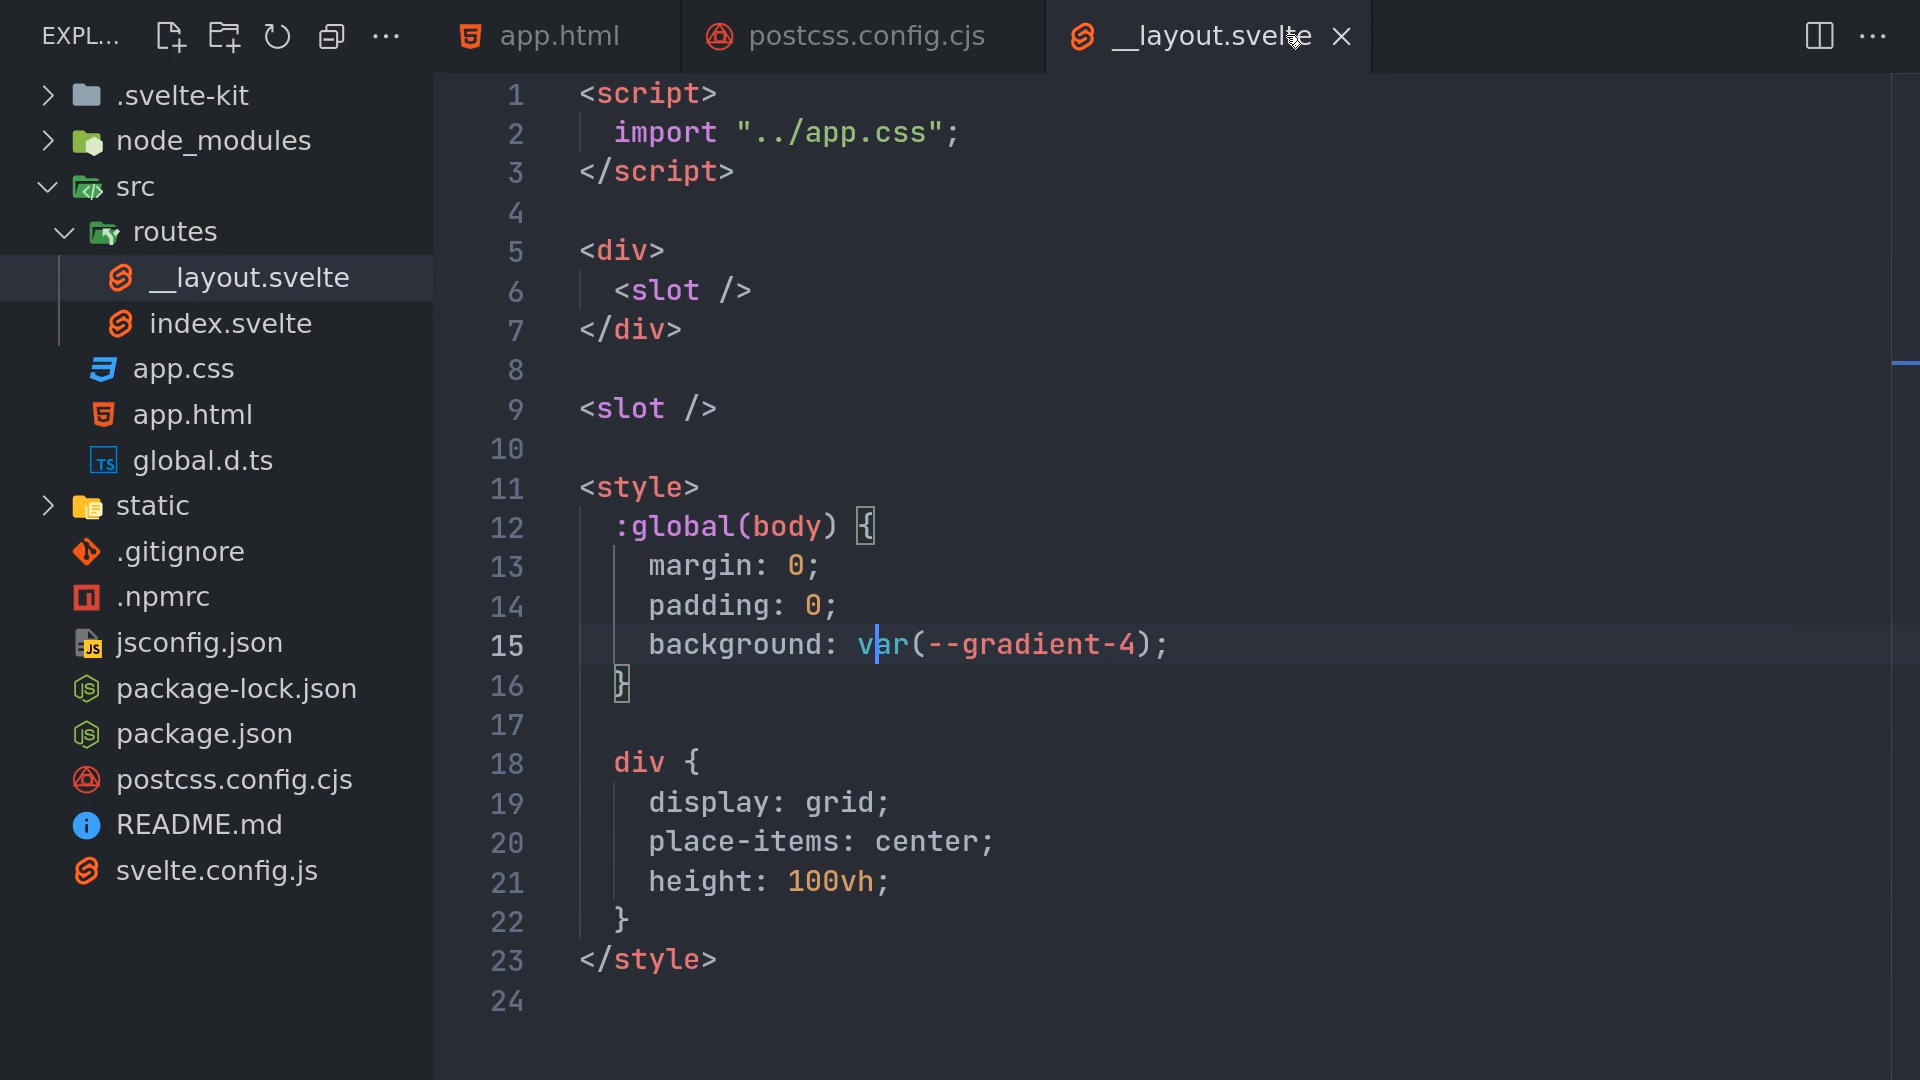 EXPL...
app.html
postcss.config.cjs
__layout.svelte
.svelte-kit
node_modules
src
routes
__layout.svelte
index.svelte
app.css
app.html
TS global.d.ts
static
.gitignore
.npmrc
JS jsconfig.json
JS package-lock.json
JS package.json
postcss.config.cjs
README.md
svelte.config.js
1 <script>
2 import "../app.css";
3 </script>
4
5 <div>
6 <slot />
7 </div>
8
9 <slot />
10
11 <style>
12 :global(body) {
13 margin: 0;
14 padding: 0;
15 background: var(--gradient-4);
16 }
17
18 div {
19 display: grid;
20 place-items: center;
21 height: 100vh;
22 }
23 </style>
24